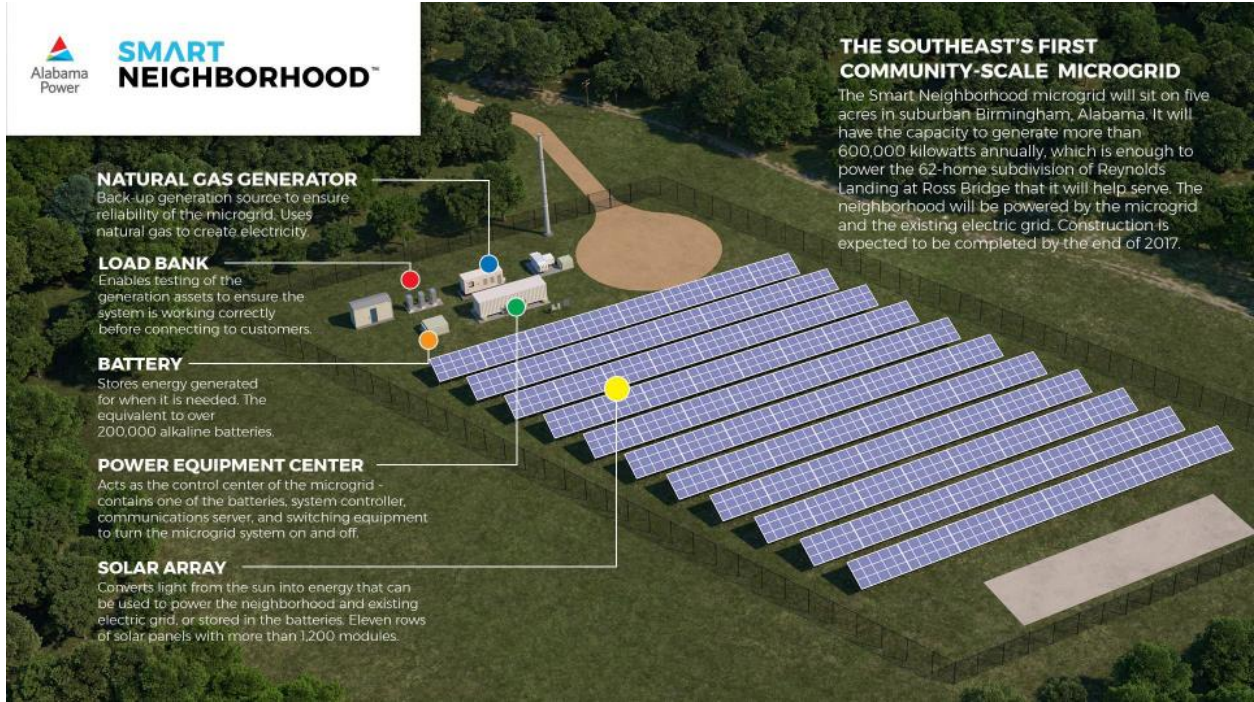 Alabama
Power
SMART
NEIGHBORHOOD™
THE SOUTHEAST'S FIRST
COMMUNITY-SCALE MICROGRID
The Smart Neighborhood microgrid will sit on five
acres in suburban Birmingham, Alabama. It will
have the capacity to generate more than
600,000 kilowatts annually, which is enough to
power the 62-home subdivision of Reynolds
Landing at Ross Bridge that it will help serve. The
neighborhood will be powered by the microgrid
and the existing electric grid. Construction is
expected to be completed by the end of 2017.
NATURAL GAS GENERATOR
Back-up generation source to ensure
reliability of the microgrid. Uses
natural gas to create electricity.
LOAD BANK
Enables testing of the
generation assets to ensure the
system is working correctly
before connecting to customers.
BATTERY
Stores energy generated
for when it is needed. The
equivalent to over
200,000 alkaline batteries.
POWER EQUIPMENT CENTER
Acts as the control center of the microgrid -
contains one of the batteries, system controller,
communications server, and switching equipment
to turn the microgrid system on and off.
SOLAR ARRAY
Converts light from the sun into energy that can
be used to power the neighborhood and existing
electric grid, or stored in the batteries. Eleven rows
of solar panels with more than 1,200 modules.